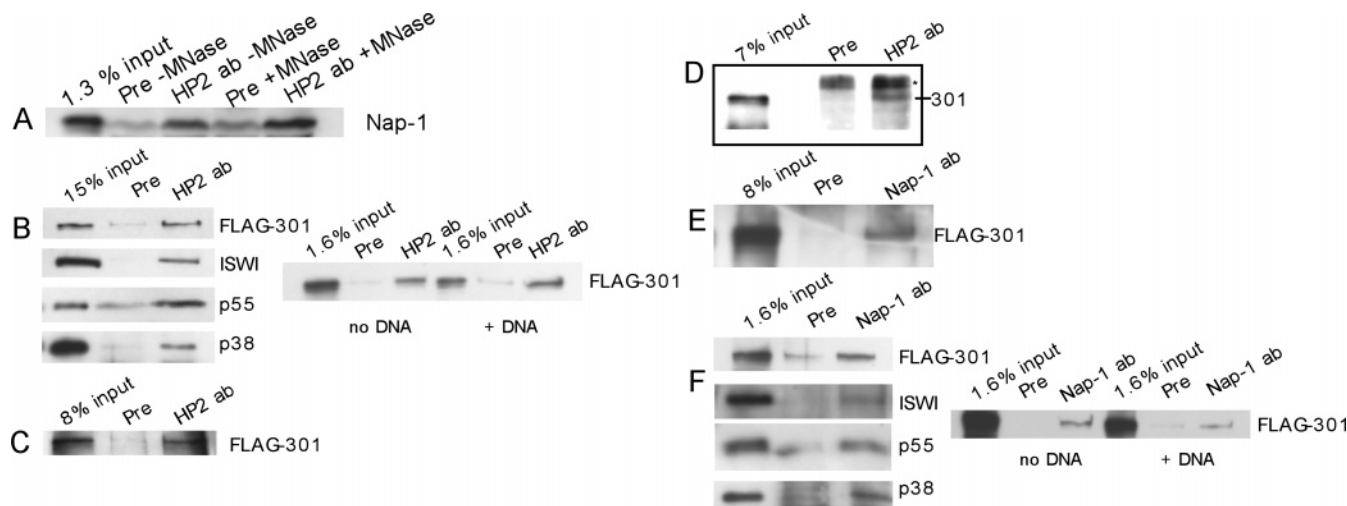 A
1.3 % input
Pre -MNase
HP2 ab -MNase
Pre +MNase
HP2 ab +MNase
Nap-1
B
15% input
Pre
HP2 ab
FLAG-301
ISWI
p55
p38
1.6% input
Pre
HP2 ab
1.6% input
Pre
HP2 ab
FLAG-301
no DNA
+ DNA
C
8% input
Pre
HP2 ab
FLAG-301
D
7% input
Pre
HP2 ab
*
301
E
8% input
Pre
Nap-1 ab
FLAG-301
F
1.6% input
Pre
Nap-1 ab
FLAG-301
ISWI
p55
p38
1.6% input
Pre
Nap-1 ab
1.6% input
Pre
Nap-1 ab
FLAG-301
no DNA
+ DNA